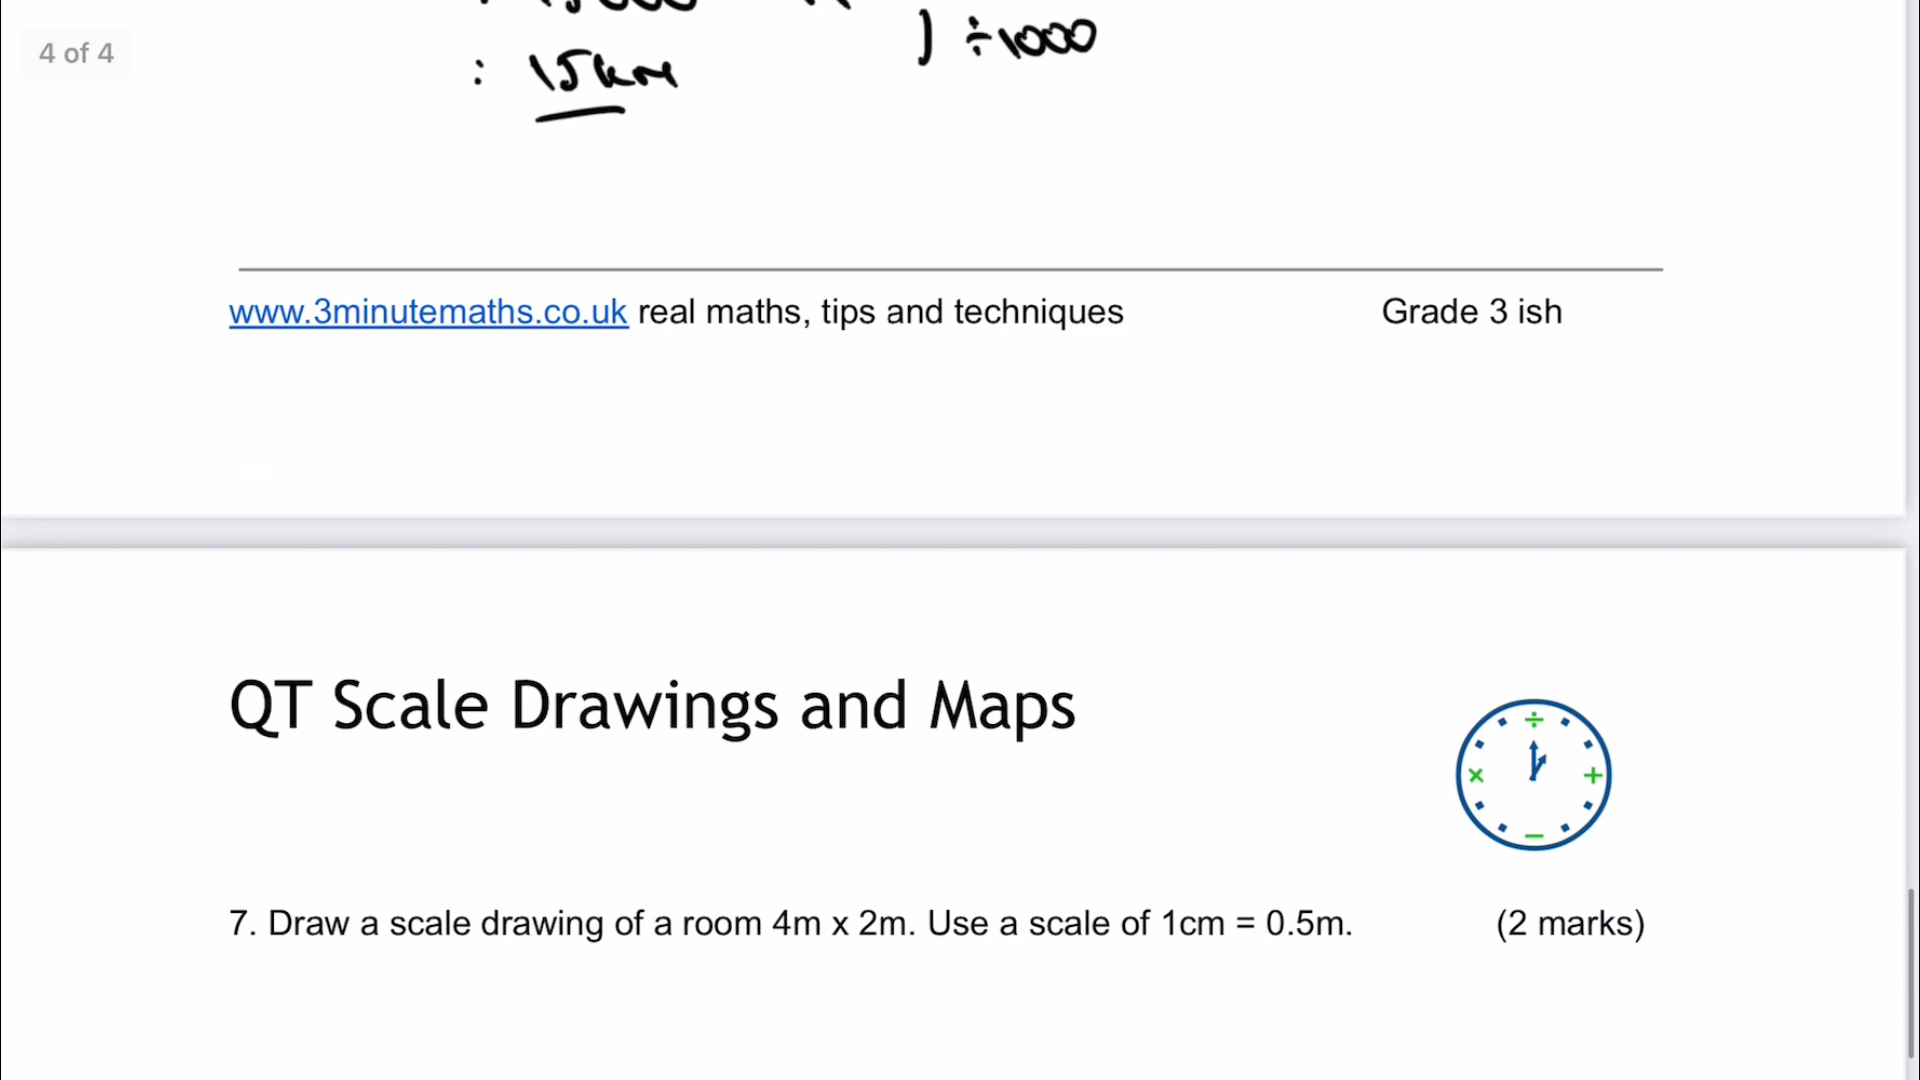 4 of 4
: 15000
) ÷1000
: 15km
www.3minutemaths.co.uk real maths, tips and techniques Grade 3 ish
QT Scale Drawings and Maps
÷
× +
−
7. Draw a scale drawing of a room 4m x 2m. Use a scale of 1cm = 0.5m. (2 marks)